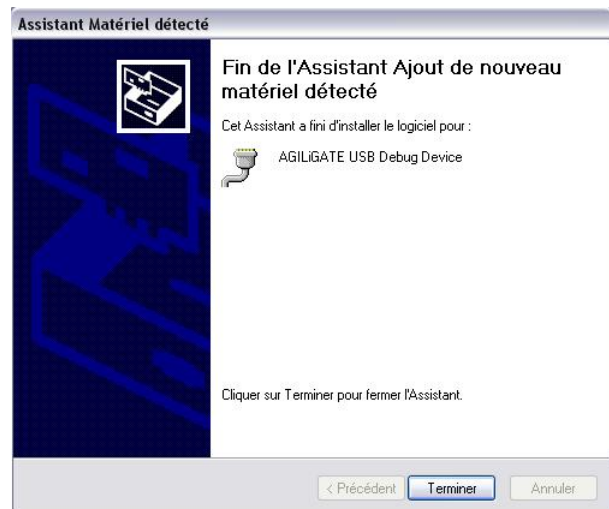 Assistant Matériel détecté
Fin de l'Assistant Ajout de nouveau
matériel détecté
Cet Assistant a fini d'installer le logiciel pour :
AGILiGATE USB Debug Device
Cliquer sur Terminer pour fermer l'Assistant.
< Précédent
Terminer
Annuler